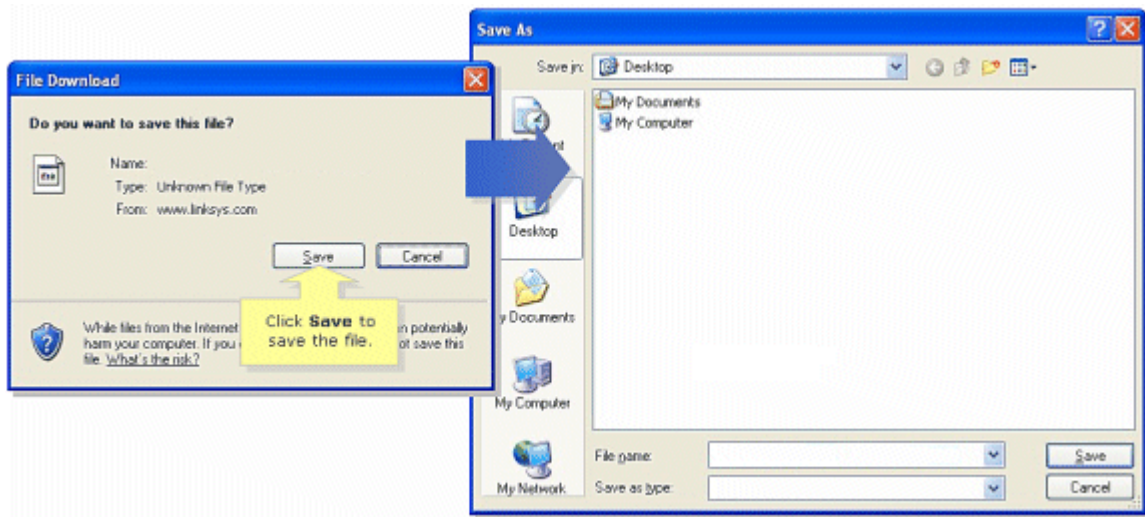 File Download
Do you want to save this file?
Name:
Type: Unknown File Type
From: www.linksys.com
Save
Cancel
Click Save to
save the file.
While files from the Internet n potentially
harm your computer. If you ot save this
file. What's the risk?
Save As
Save in: Desktop
My Documents
My Computer
Desktop
y Documents
My Computer
My Network
File name:
Save
Save as type:
Cancel